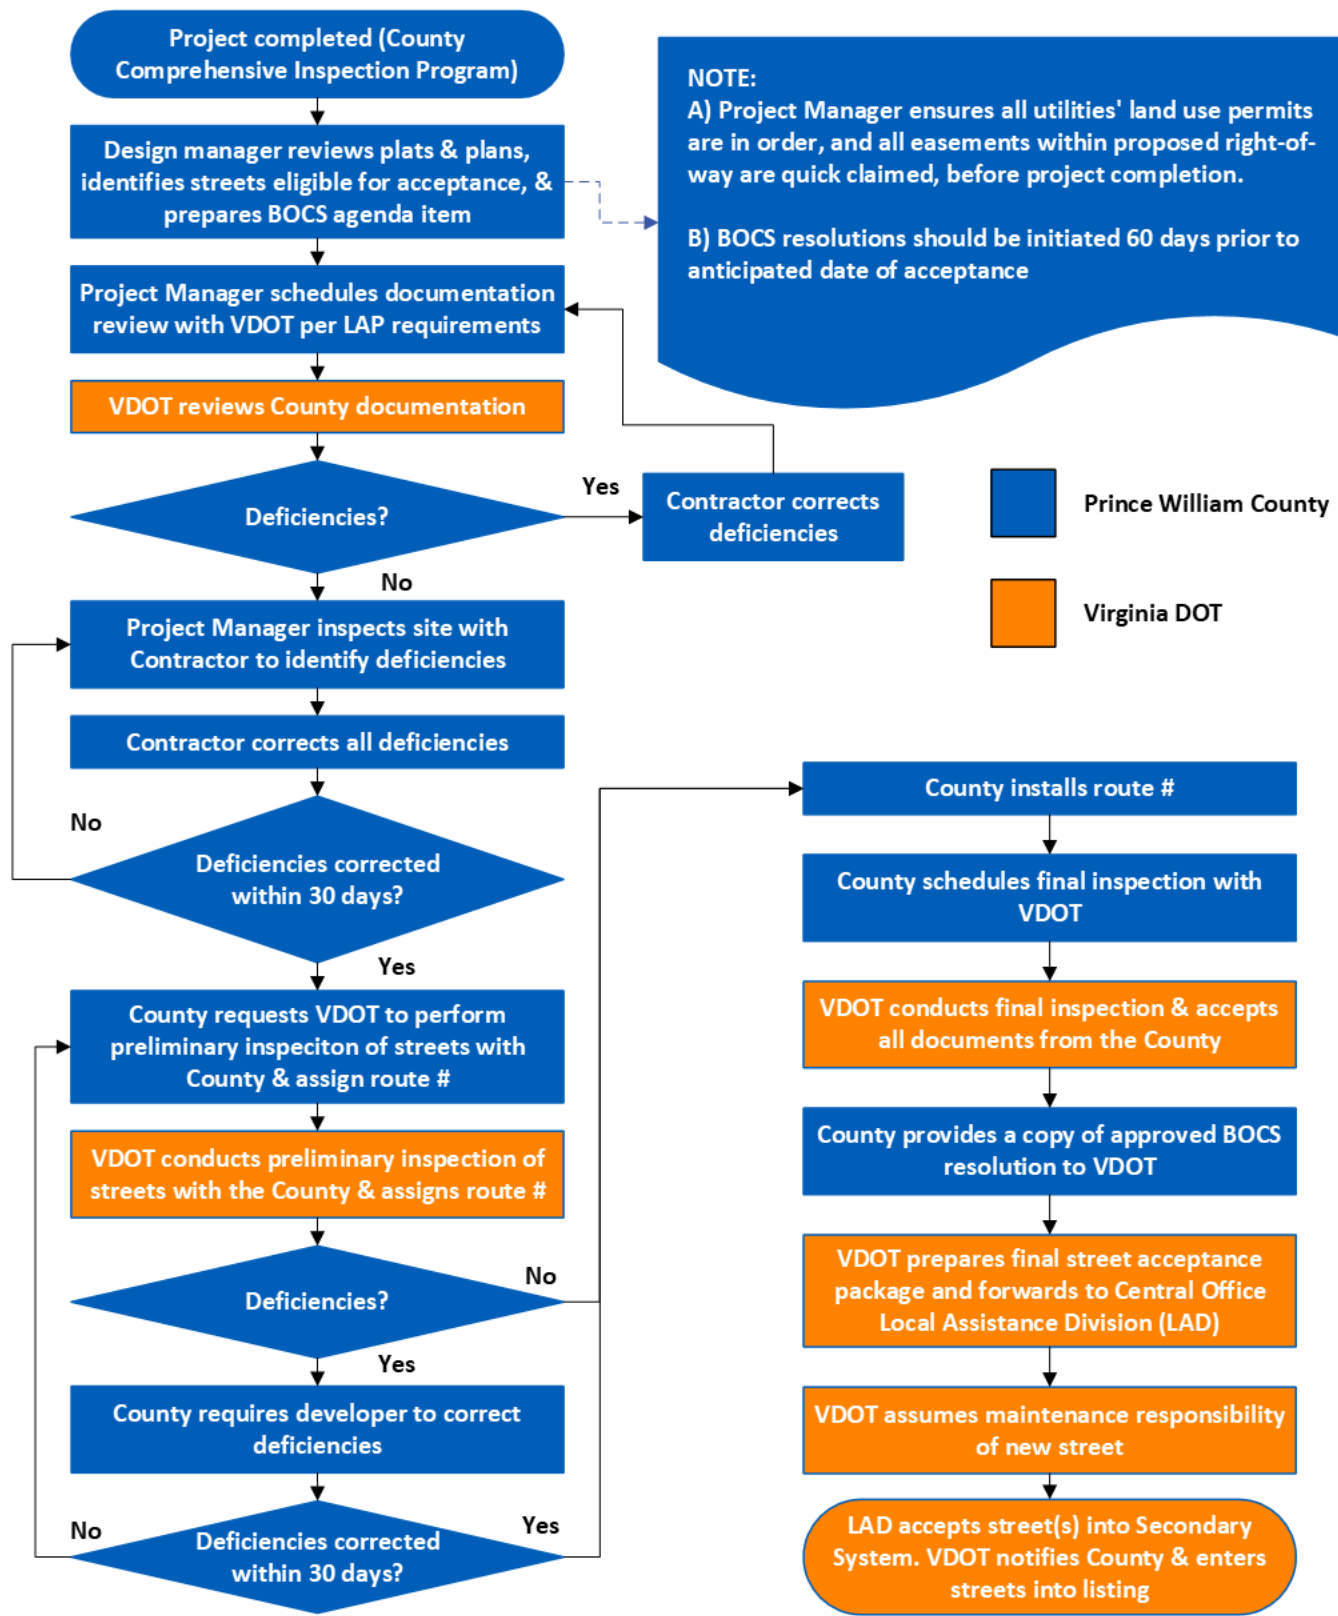 Project completed (County
Comprehensive Inspection Program)
Design manager reviews plats & plans,
identifies streets eligible for acceptance, &
prepares BOCS agenda item
NOTE:
A) Project Manager ensures all utilities' land use permits
are in order, and all easements within proposed right-of-
way are quick claimed, before project completion.
B) BOCS resolutions should be initiated 60 days prior to
anticipated date of acceptance
Project Manager schedules documentation
review with VDOT per LAP requirements
VDOT reviews County documentation
Deficiencies?
Yes
Contractor corrects
deficiencies
No
Prince William County
Virginia DOT
Project Manager inspects site with
Contractor to identify deficiencies
Contractor corrects all deficiencies
Deficiencies corrected
within 30 days?
No
Yes
County requests VDOT to perform
preliminary inspeciton of streets with
County & assign route #
VDOT conducts preliminary inspection of
streets with the County & assigns route #
Deficiencies?
No
Yes
County requires developer to correct
deficiencies
Deficiencies corrected
within 30 days?
No
Yes
County installs route #
County schedules final inspection with
VDOT
VDOT conducts final inspection & accepts
all documents from the County
County provides a copy of approved BOCS
resolution to VDOT
VDOT prepares final street acceptance
package and forwards to Central Office
Local Assistance Division (LAD)
VDOT assumes maintenance responsibility
of new street
LAD accepts street(s) into Secondary
System. VDOT notifies County & enters
streets into listing